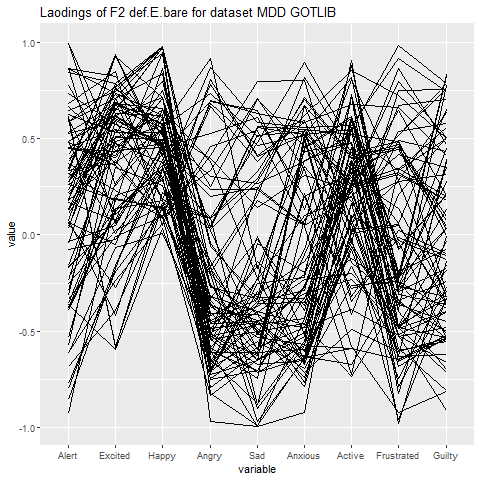 Laodings of F2 def.E.bare for dataset MDD GOTLIB
1.0
0.5
0.0
-0.5
-1.0
value
Alert Excited Happy Angry Sad Anxious Active Frustrated Guilty
variable